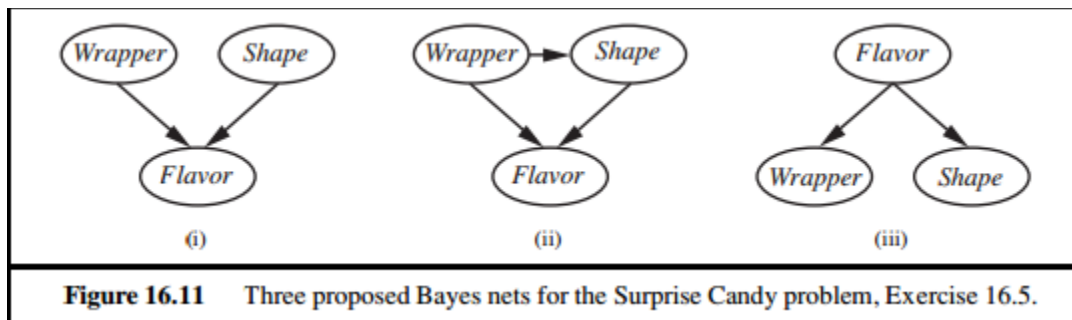 Wrapper Shape Wrapper Shape Flavor
Flavor Flavor Wrapper Shape
(i) (ii) (iii)
Figure 16.11 Three proposed Bayes nets for the Surprise Candy problem, Exercise 16.5.